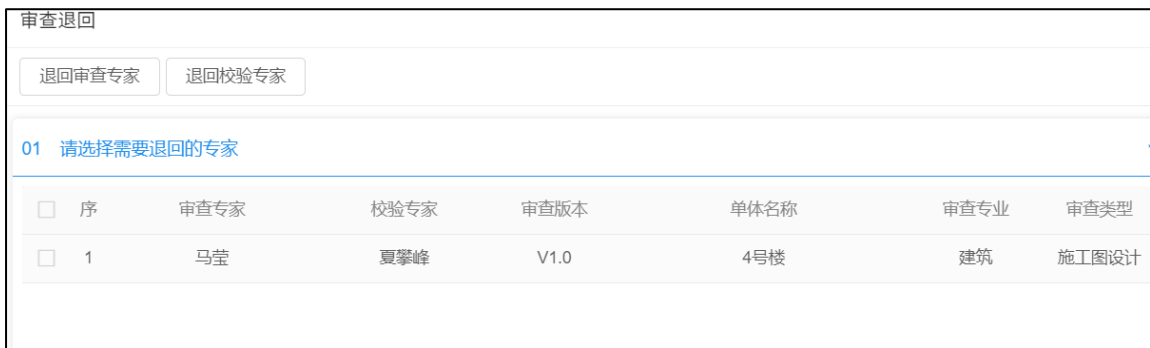 审查退回
退回审查专家 退回校验专家
01 请选择需要退回的专家
序 审查专家 校验专家 审查版本 单体名称 审查专业 审查类型
1 马莹 夏攀峰 V1.0 4号楼 建筑 施工图设计